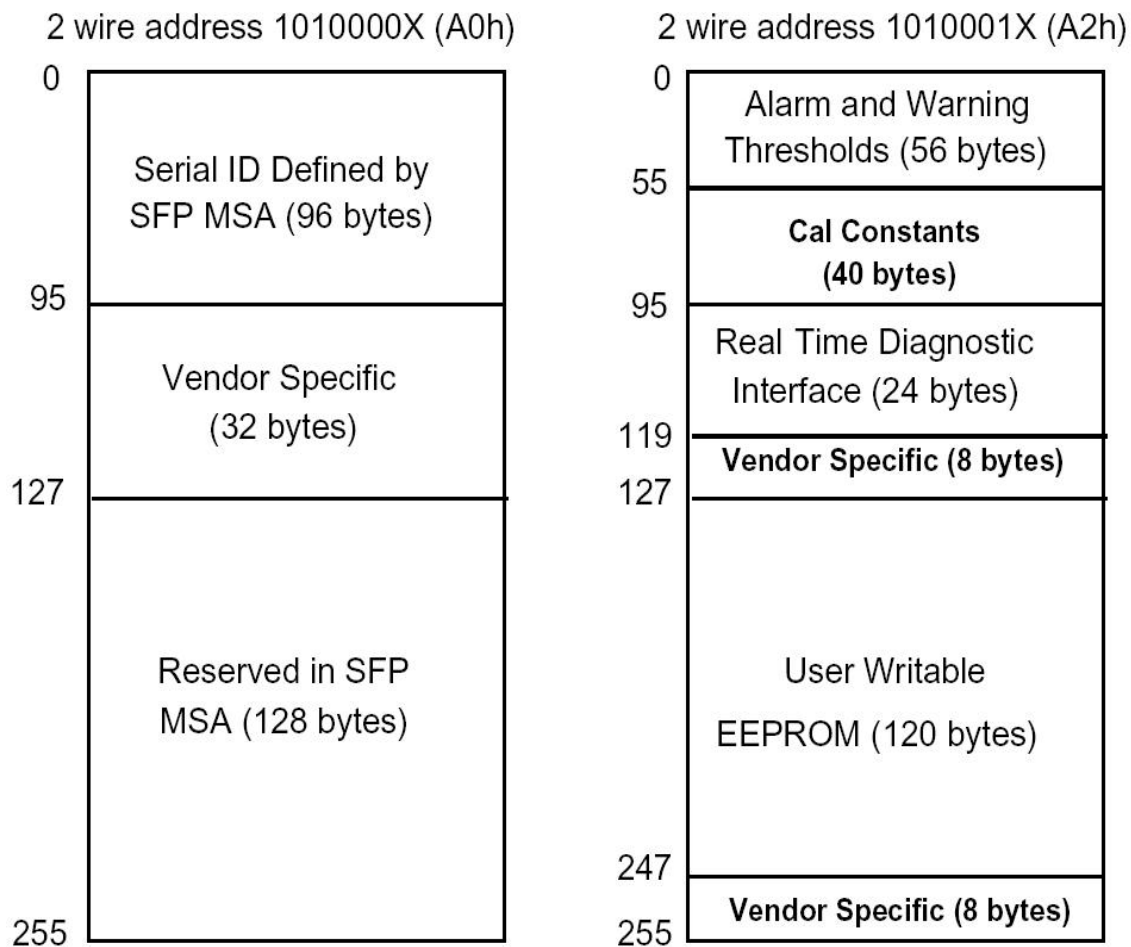 2 wire address 1010000X (A0h)
0
Serial ID Defined by
SFP MSA (96 bytes)
95
Vendor Specific
(32 bytes)
127
Reserved in SFP
MSA (128 bytes)
255
2 wire address 1010001X (A2h)
0
Alarm and Warning
Thresholds (56 bytes)
55
Cal Constants
(40 bytes)
95
Real Time Diagnostic
Interface (24 bytes)
119
Vendor Specific (8 bytes)
127
User Writable
EEPROM (120 bytes)
247
Vendor Specific (8 bytes)
255